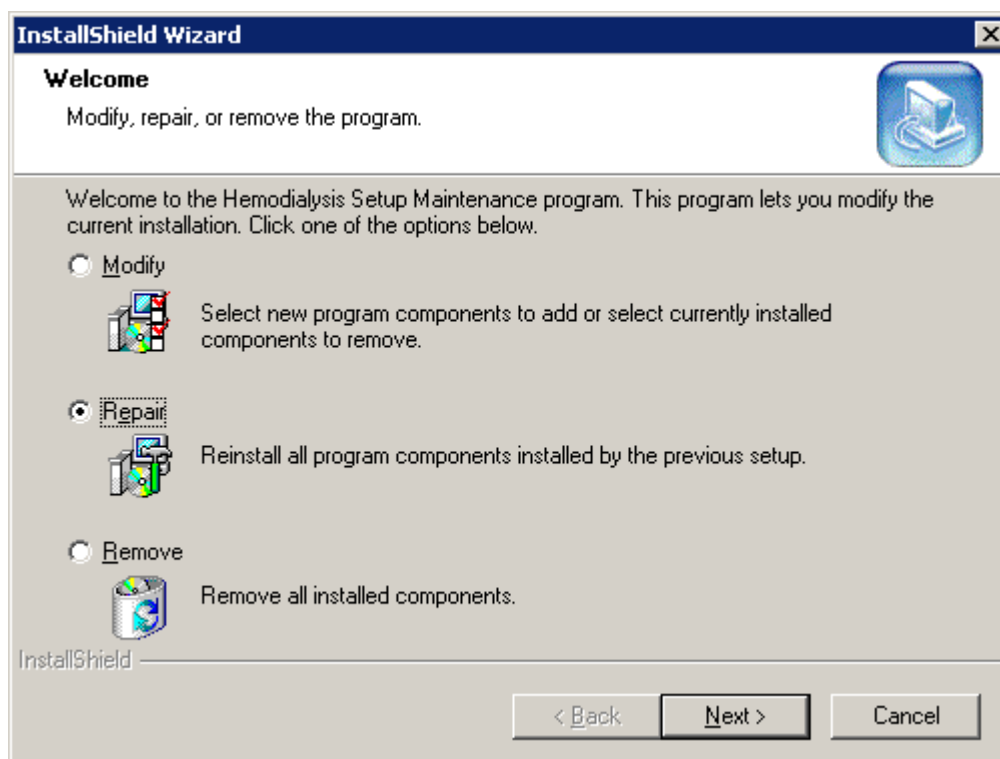 InstallShield Wizard
Welcome
Modify, repair, or remove the program.
Welcome to the Hemodialysis Setup Maintenance program. This program lets you modify the
current installation. Click one of the options below.
Modify
Select new program components to add or select currently installed
components to remove.
Repair
Reinstall all program components installed by the previous setup.
Remove
Remove all installed components.
InstallShield
< Back Next > Cancel